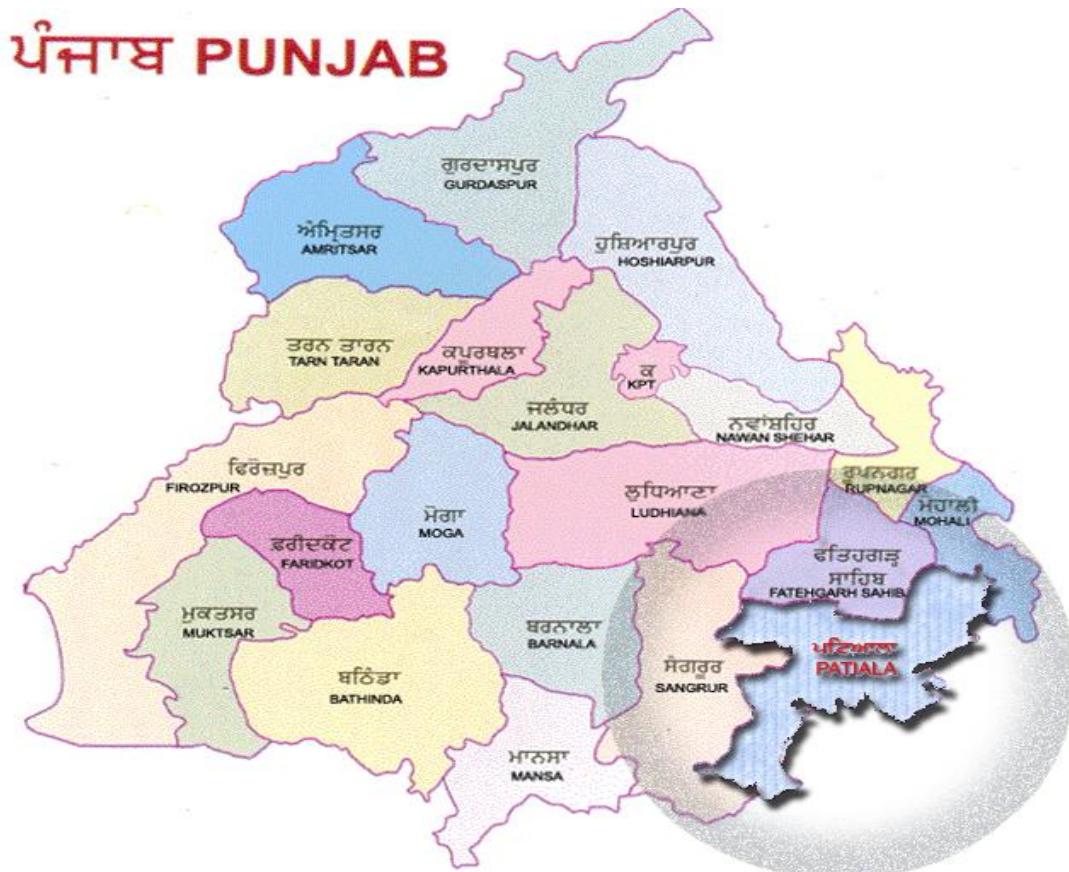 ਪੰਜਾਬ PUNJAB
ਗੁਰਦਾਸਪੁਰ
GURDASPUR
ਅੰਮ੍ਰਿਤਸਰ
AMRITSAR
ਹੁਸ਼ਿਆਰਪੁਰ
HOSHIARPUR
ਤਰਨ ਤਾਰਨ
TARN TARAN
ਕਪੂਰਥਲਾ
KAPURTHALA
ਕ
KPT
ਜਲੰਧਰ
JALANDHAR
ਨਵਾਂਸ਼ਹਿਰ
NAWAN SHEHAR
ਫਿਰੋਜ਼ਪੁਰ
FIROZPUR
ਰੂਪਨਗਰ
RUPNAGAR
ਲੁਧਿਆਣਾ
LUDHIANA
ਮੋਗਾ
MOGA
ਮੋਹਾਲੀ
MOHALI
ਫ਼ਰੀਦਕੋਟ
FARIDKOT
ਫਤਿਹਗੜ੍ਹ
ਸਾਹਿਬ
FATEHGARH SAHIB
ਮੁਕਤਸਰ
MUKTSAR
ਬਰਨਾਲਾ
BARNALA
ਪਟਿਆਲਾ
PATIALA
ਸੰਗਰੂਰ
SANGRUR
ਬਠਿੰਡਾ
BATHINDA
ਮਾਨਸਾ
MANSA